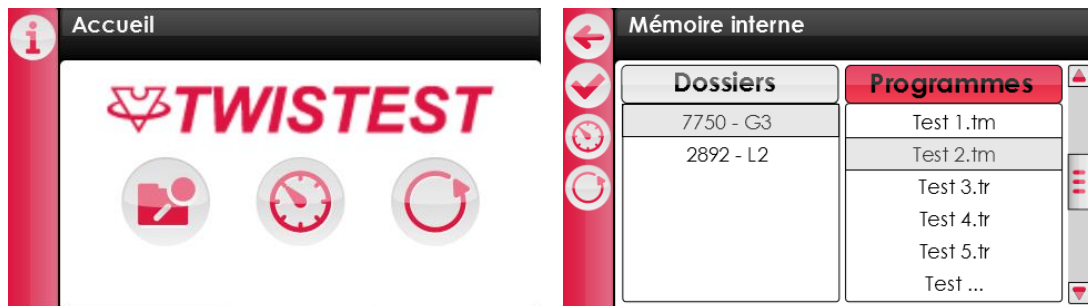 Accueil
TWISTEST
Mémoire interne
Dossiers
7750 - G3
2892 - L2
Programmes
Test 1.tm
Test 2.tm
Test 3.tr
Test 4.tr
Test 5.tr
Test ...